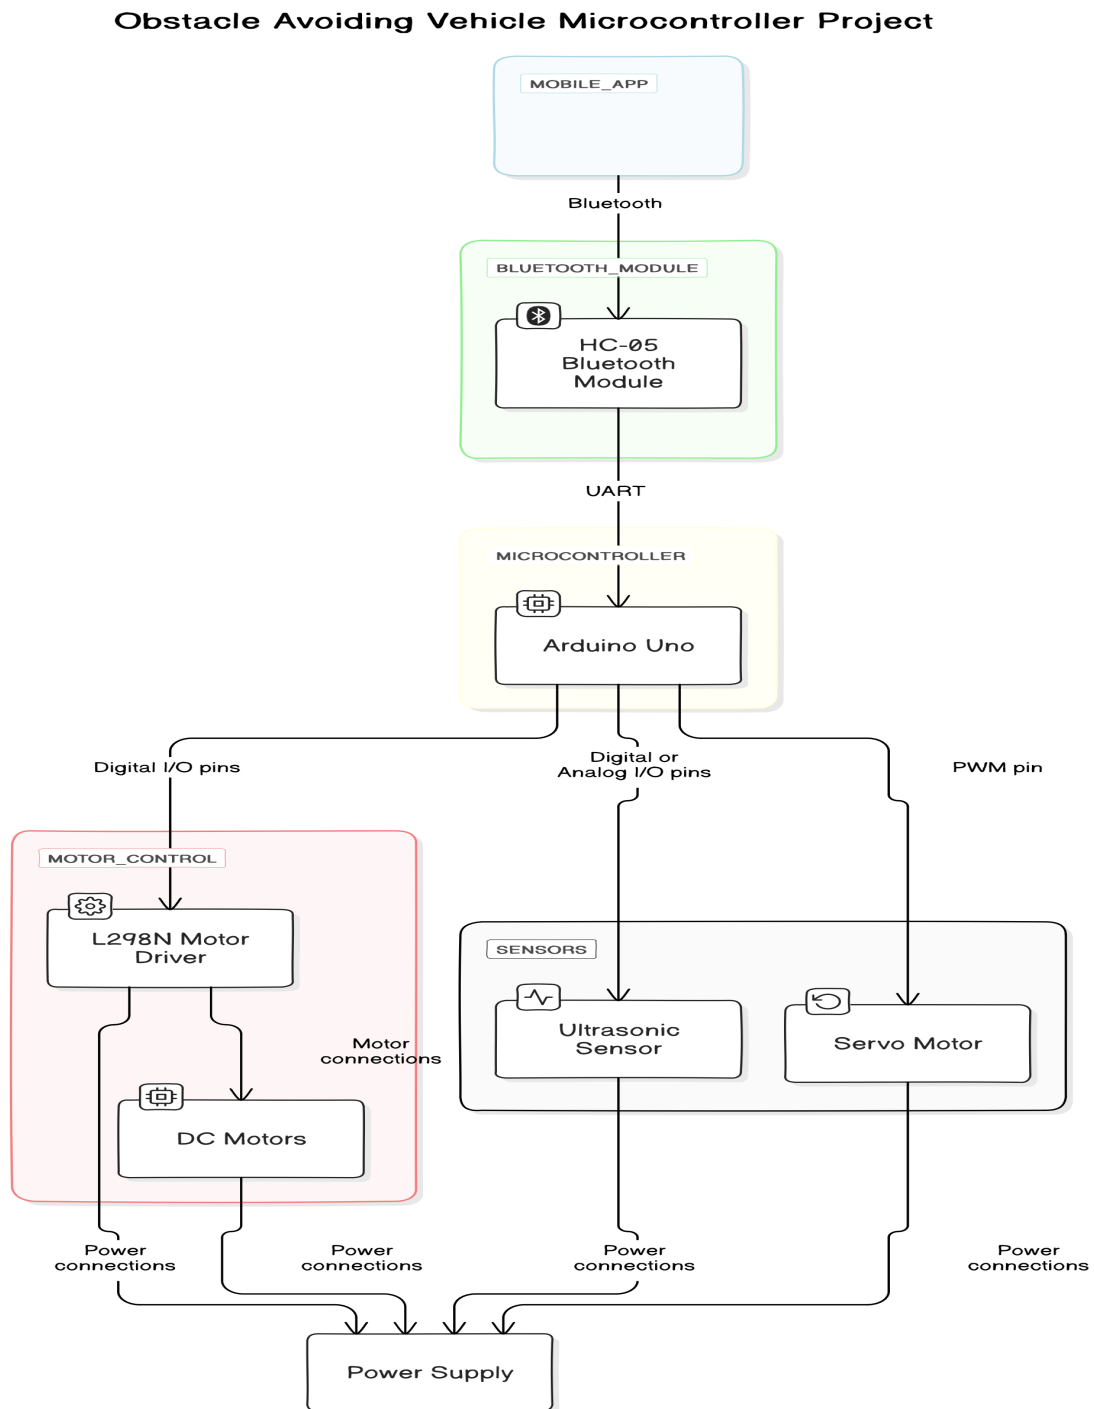 Obstacle Avoiding Vehicle Microcontroller Project
MOBILE_APP
Bluetooth
BLUETOOTH_MODULE
HC-05
Bluetooth
Module
UART
MICROCONTROLLER
Arduino Uno
Digital I/O pins
Digital or
Analog I/O pins
PWM pin
MOTOR_CONTROL
L298N Motor
Driver
Motor
connections
DC Motors
SENSORS
Ultrasonic
Sensor
Servo Motor
Power
connections
Power
connections
Power
connections
Power
connections
Power Supply